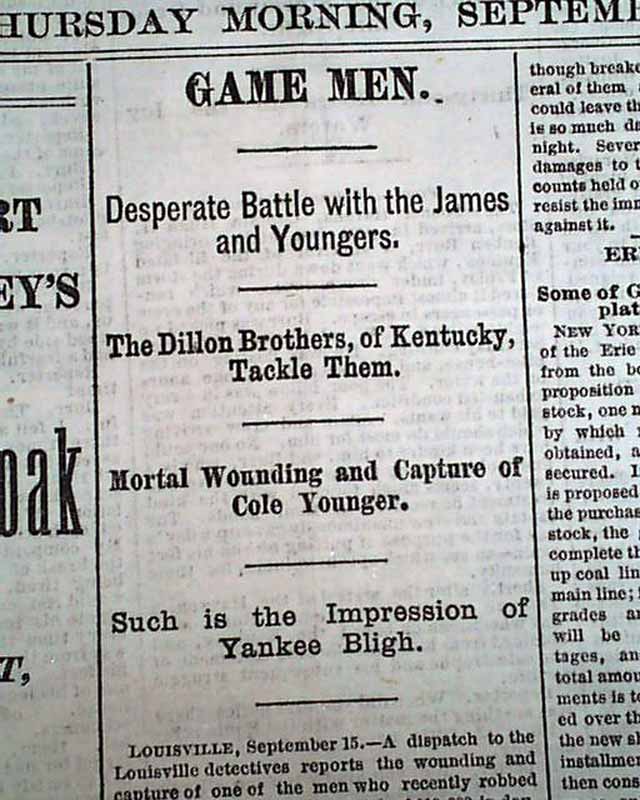 THURSDAY MORNING, SEPTEM
RT
EY'S
oak
T,
GAME MEN.
Desperate Battle with the James
and Youngers.
The Dillon Brothers, of Kentucky,
Tackle Them.
Mortal Wounding and Capture of
Cole Younger.
Such is the Impression of
Yankee Bligh.
LOUISVILLE, September 15.—A dispatch to the
Louisville detectives reports the wounding and
capture of one of the men who recently robbed
though breake
eral of them,
could leave th
is so much da
night. Sever
damages to t
counts held o
resist the imm
against it.
ER
Some of G
plat
NEW YOR
of the Erie
from the bo
proposition
stock, one n
by which
obtained, a
secured. I
is proposed
the purchas
stock, the
complete th
up coal lin
main line;
grades an
will be
tages, an
total amou
ments is to
ed over th
the new sh
installmen
then cons